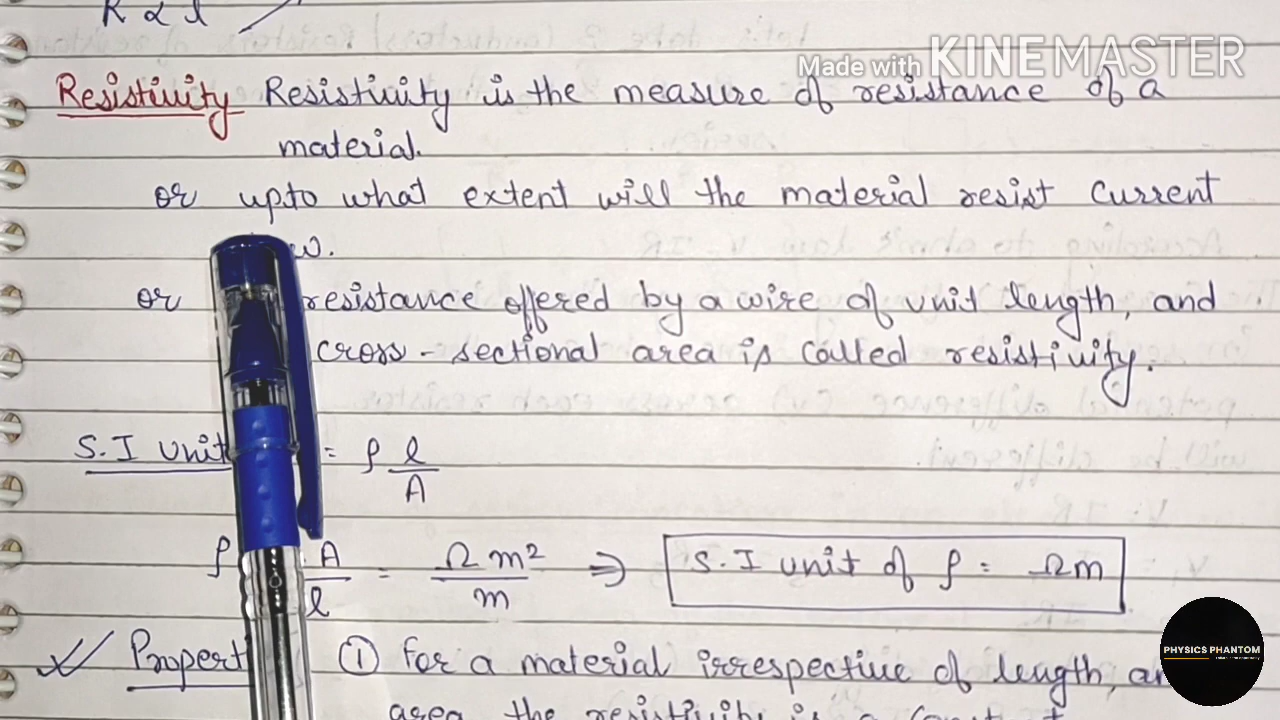 R α l
Made with KINEMASTER
Resistivity Resistivity is the measure of resistance of a
material.
or upto what extent will the material resist current
w.
or resistance offered by a wire of unit length, and
cross-sectional area is called resistivity.
S.I unit = ρ l/A
ρ . A/l = Ω m²/m ⇒ S.I unit of ρ = Ωm
Propert ① for a material irrespective of length, an
area the resistivity is a constant
PHYSICS PHANTOM